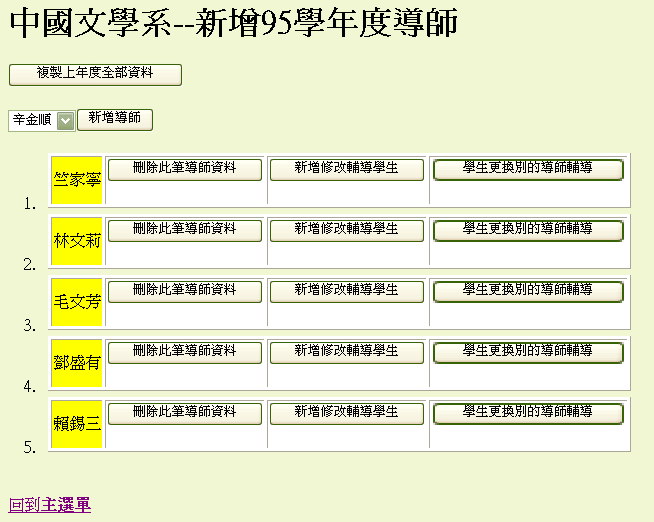 中國文學系--新增95學年度導師
複製上年度全部資料
辛金順 新增導師
1. 竺家寧 刪除此筆導師資料 新增修改輔導學生 學生更換別的導師輔導
2. 林文莉 刪除此筆導師資料 新增修改輔導學生 學生更換別的導師輔導
3. 毛文芳 刪除此筆導師資料 新增修改輔導學生 學生更換別的導師輔導
4. 鄧盛有 刪除此筆導師資料 新增修改輔導學生 學生更換別的導師輔導
5. 賴錫三 刪除此筆導師資料 新增修改輔導學生 學生更換別的導師輔導
回到主選單